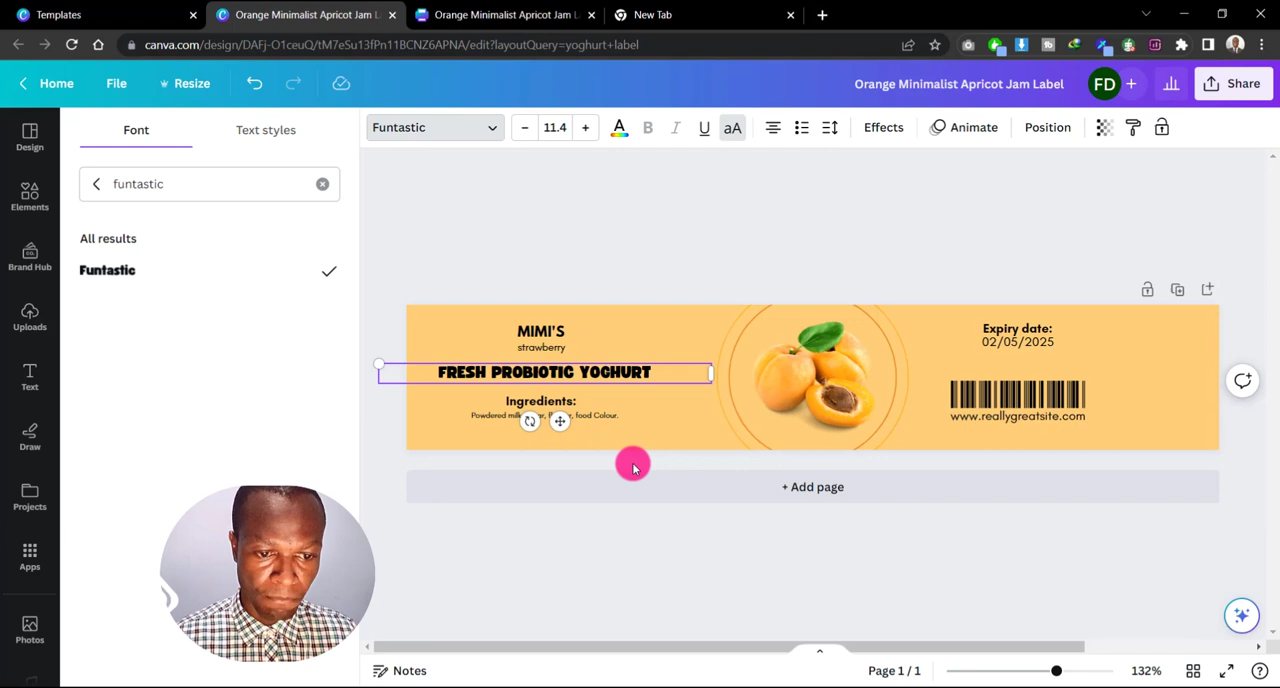 Templates
Orange Minimalist Apricot Jam L
Orange Minimalist Apricot Jam L
New Tab
canva.com/design/DAFj-O1ceuQ/tM7eSu13fPn11BCNZ6APNA/edit?layoutQuery=yoghurt+label
Home
File
Resize
Orange Minimalist Apricot Jam Label
FD
Share
Design
Elements
Brand Hub
Uploads
Text
Draw
Projects
Apps
Photos
Font
Text styles
funtastic
All results
Funtastic
Funtastic
11.4
A
B
I
U
aA
Effects
Animate
Position
MIMI'S
strawberry
FRESH PROBIOTIC YOGHURT
Ingredients:
food Colour.
Expiry date:
02/05/2025
www.reallygreatsite.com
+ Add page
Notes
Page 1 / 1
132%